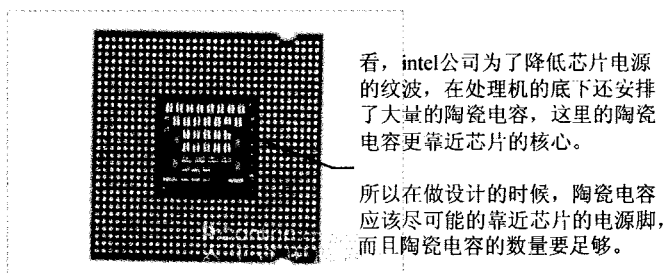 看，intel公司为了降低芯片电源
的纹波，在处理机的底下还安排
了大量的陶瓷电容，这里的陶瓷
电容更靠近芯片的核心。
所以在做设计的时候，陶瓷电容
应该尽可能的靠近芯片的电源脚，
而且陶瓷电容的数量要足够。